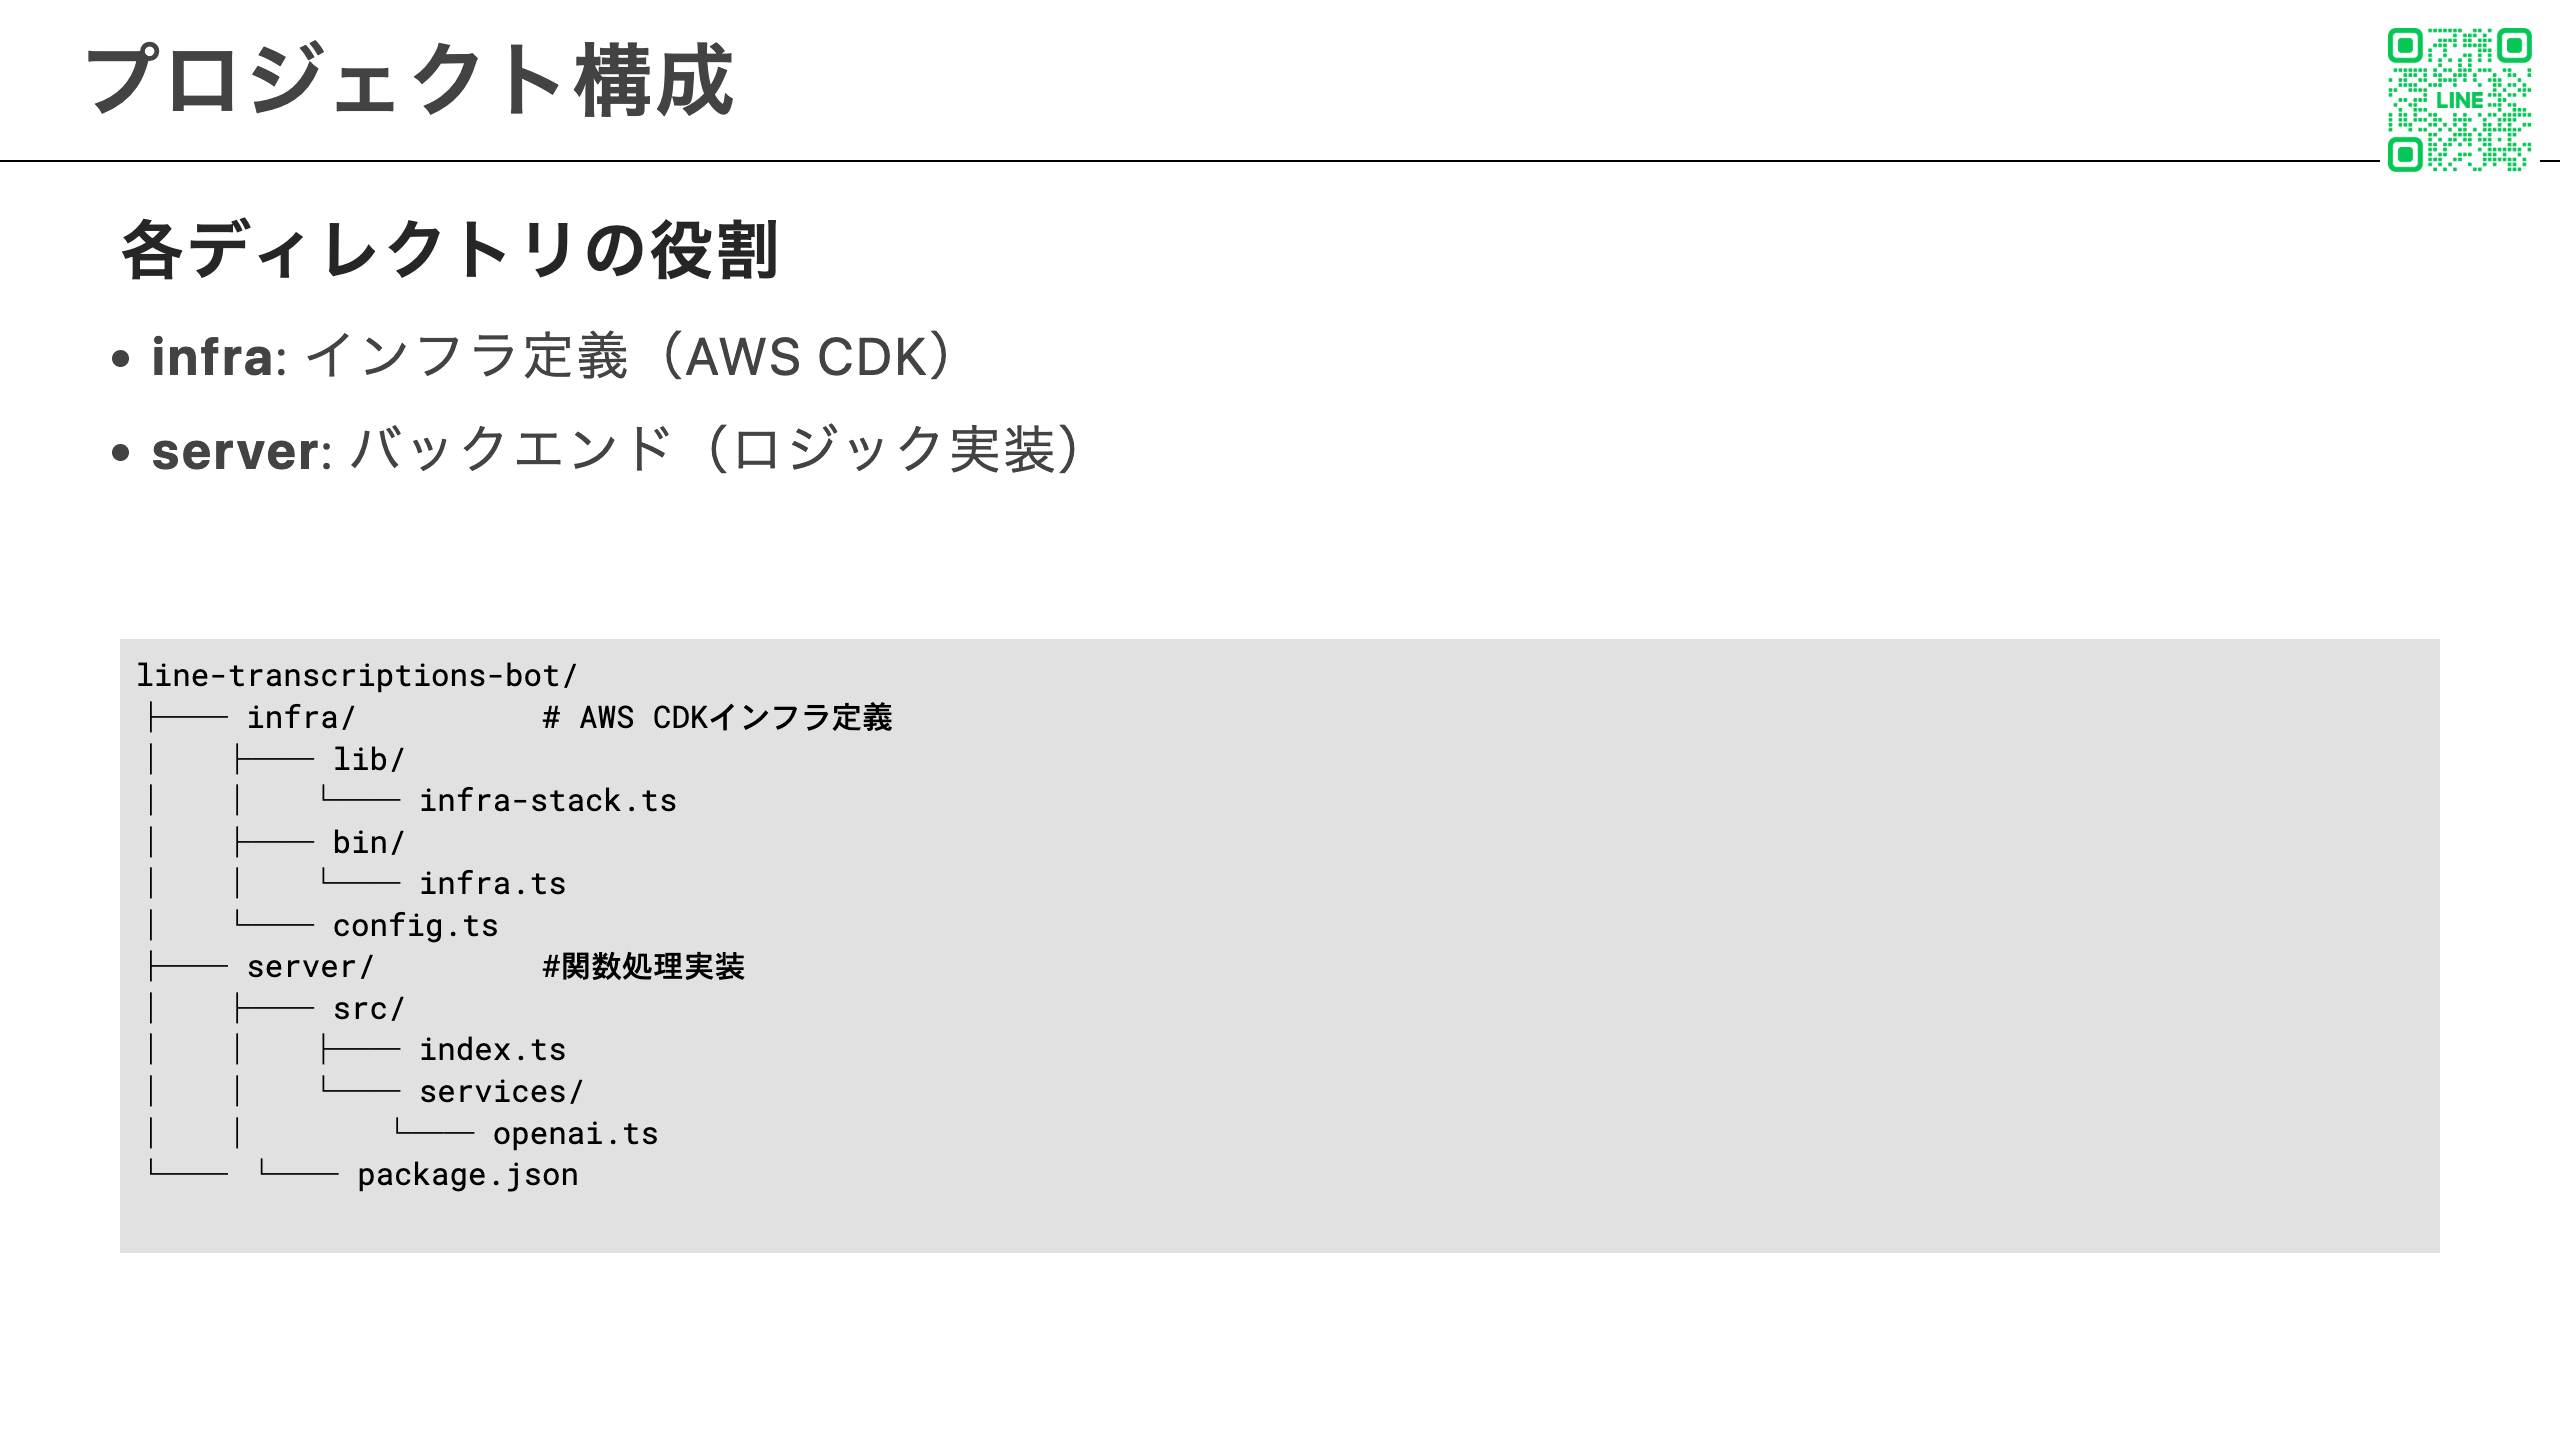 プロジェクト構成
LINE
各ディレクトリの役割
• infra: インフラ定義（AWS CDK）
• server: バックエンド（ロジック実装）
line-transcriptions-bot/
├── infra/          # AWS CDKインフラ定義
│   ├── lib/
│   │   └── infra-stack.ts
│   ├── bin/
│   │   └── infra.ts
│   └── config.ts
├── server/         #関数処理実装
│   ├── src/
│   │   ├── index.ts
│   │   └── services/
│   │       └── openai.ts
└── └── package.json